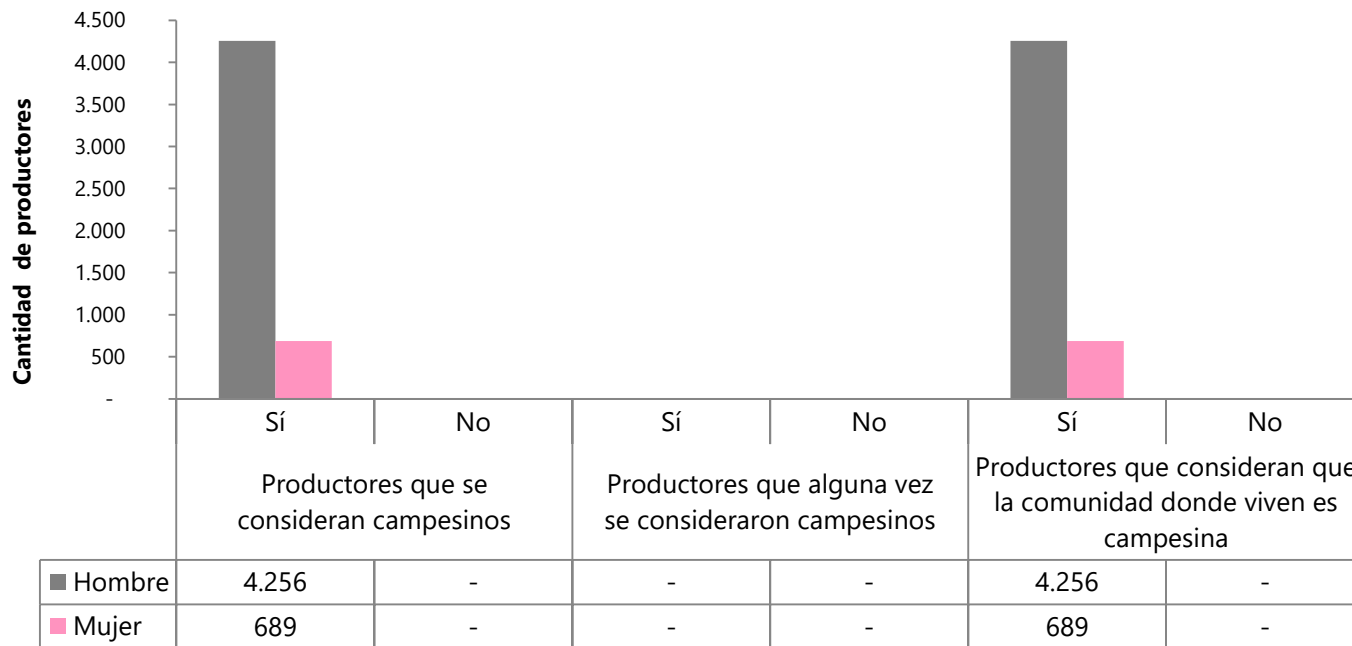 4.500
4.000
3.500
3.000
2.500
2.000
1.500
1.000
500
-
Cantidad de productores
Sí No Sí No Sí No
Productores que se
consideran campesinos
Productores que alguna vez
se consideraron campesinos
Productores que consideran que
la comunidad donde viven es
campesina
Hombre 4.256 - - - 4.256 -
Mujer 689 - - - 689 -